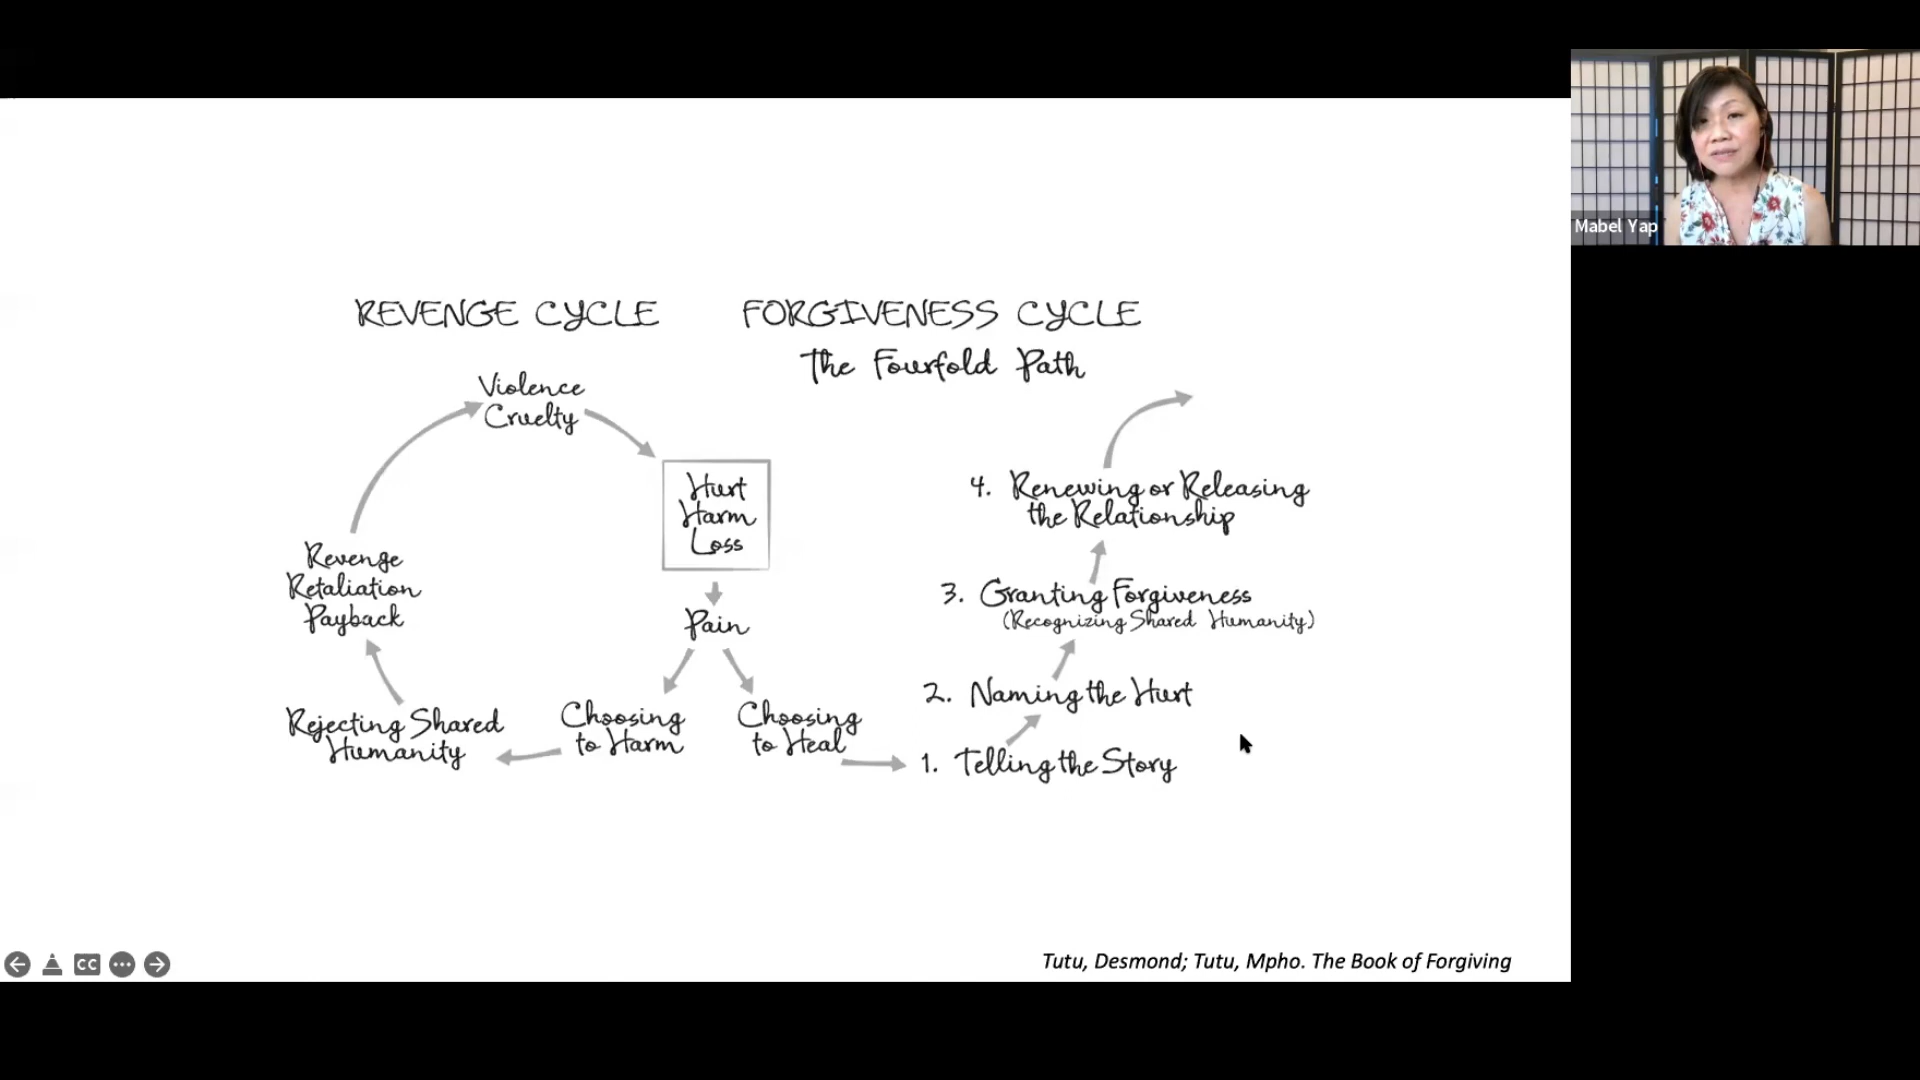 Mabel Yap
REVENGE CYCLE
FORGIVENESS CYCLE
The Fourfold Path
Violence
Cruelty
Hurt
Harm
Loss
Pain
Choosing
to Harm
Rejecting Shared
Humanity
Revenge
Retaliation
Payback
Choosing
to Heal
4. Renewing or Releasing
the Relationship
3. Granting Forgiveness
(Recognizing Shared Humanity)
2. Naming the Hurt
1. Telling the Story
CC
Tutu, Desmond; Tutu, Mpho. The Book of Forgiving